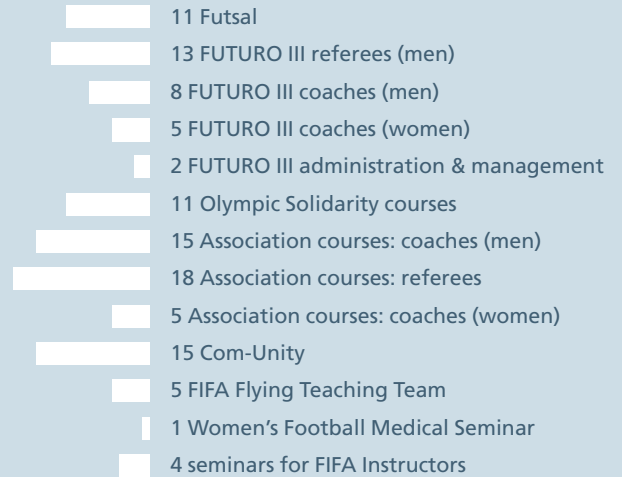 11 Futsal
13 FUTURO III referees (men)
8 FUTURO III coaches (men)
5 FUTURO III coaches (women)
2 FUTURO III administration & management
11 Olympic Solidarity courses
15 Association courses: coaches (men)
18 Association courses: referees
5 Association courses: coaches (women)
15 Com-Unity
5 FIFA Flying Teaching Team
1 Women’s Football Medical Seminar
4 seminars for FIFA Instructors